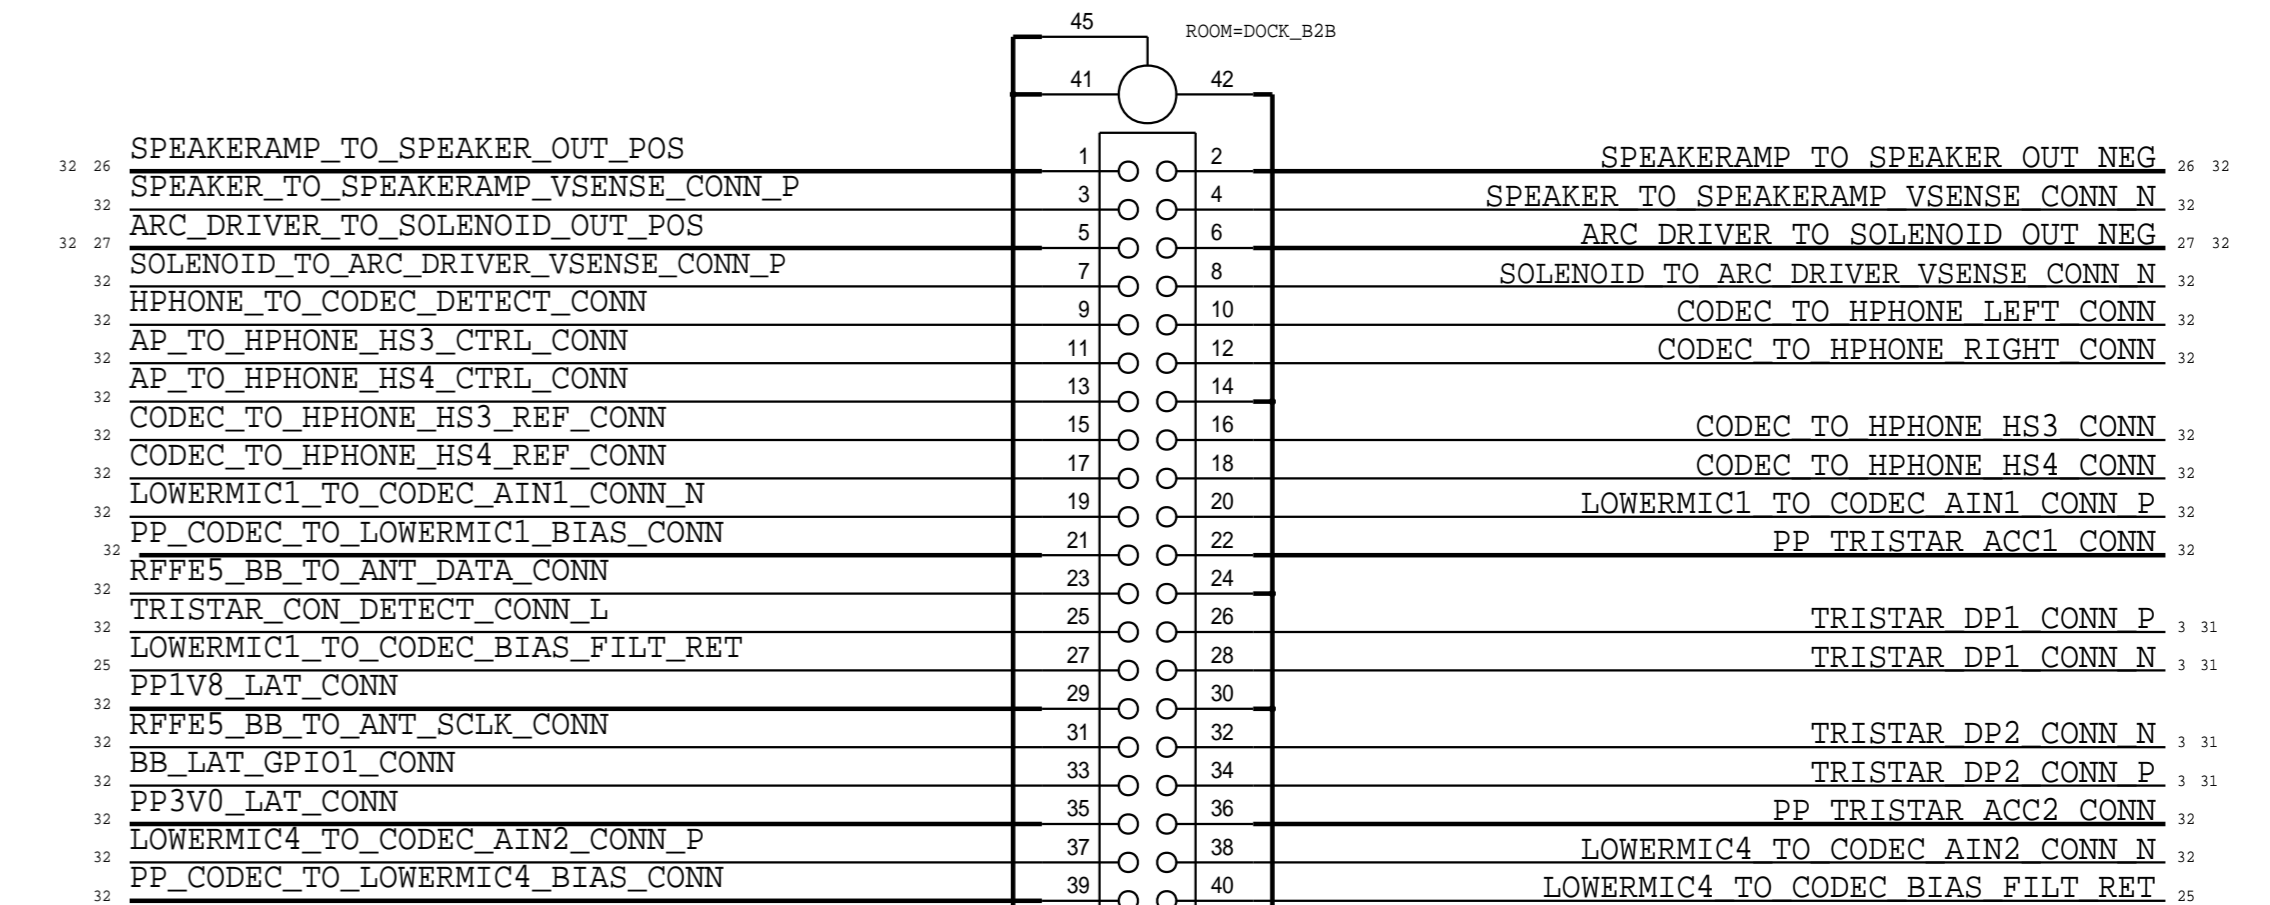 45 ROOM=DOCK_B2B
41 42
32 26 SPEAKERAMP_TO_SPEAKER_OUT_POS 1 2 SPEAKERAMP_TO_SPEAKER_OUT_NEG 26 32
32 SPEAKER_TO_SPEAKERAMP_VSENSE_CONN_P 3 4 SPEAKER_TO_SPEAKERAMP_VSENSE_CONN_N 32
32 27 ARC_DRIVER_TO_SOLENOID_OUT_POS 5 6 ARC_DRIVER_TO_SOLENOID_OUT_NEG 27 32
32 SOLENOID_TO_ARC_DRIVER_VSENSE_CONN_P 7 8 SOLENOID_TO_ARC_DRIVER_VSENSE_CONN_N 32
32 HPHONE_TO_CODEC_DETECT_CONN 9 10 CODEC_TO_HPHONE_LEFT_CONN 32
32 AP_TO_HPHONE_HS3_CTRL_CONN 11 12 CODEC_TO_HPHONE_RIGHT_CONN 32
32 AP_TO_HPHONE_HS4_CTRL_CONN 13 14
32 CODEC_TO_HPHONE_HS3_REF_CONN 15 16 CODEC_TO_HPHONE_HS3_CONN 32
32 CODEC_TO_HPHONE_HS4_REF_CONN 17 18 CODEC_TO_HPHONE_HS4_CONN 32
32 LOWERMIC1_TO_CODEC_AIN1_CONN_N 19 20 LOWERMIC1_TO_CODEC_AIN1_CONN_P 32
32 PP_CODEC_TO_LOWERMIC1_BIAS_CONN 21 22 PP_TRISTAR_ACC1_CONN 32
32 RFFE5_BB_TO_ANT_DATA_CONN 23 24
32 TRISTAR_CON_DETECT_CONN_L 25 26 TRISTAR_DP1_CONN_P 3 31
25 LOWERMIC1_TO_CODEC_BIAS_FILT_RET 27 28 TRISTAR_DP1_CONN_N 3 31
32 PP1V8_LAT_CONN 29 30
32 RFFE5_BB_TO_ANT_SCLK_CONN 31 32 TRISTAR_DP2_CONN_N 3 31
32 BB_LAT_GPIO1_CONN 33 34 TRISTAR_DP2_CONN_P 3 31
32 PP3V0_LAT_CONN 35 36 PP_TRISTAR_ACC2_CONN 32
32 LOWERMIC4_TO_CODEC_AIN2_CONN_P 37 38 LOWERMIC4_TO_CODEC_AIN2_CONN_N 32
32 PP_CODEC_TO_LOWERMIC4_BIAS_CONN 39 40 LOWERMIC4_TO_CODEC_BIAS_FILT_RET 25